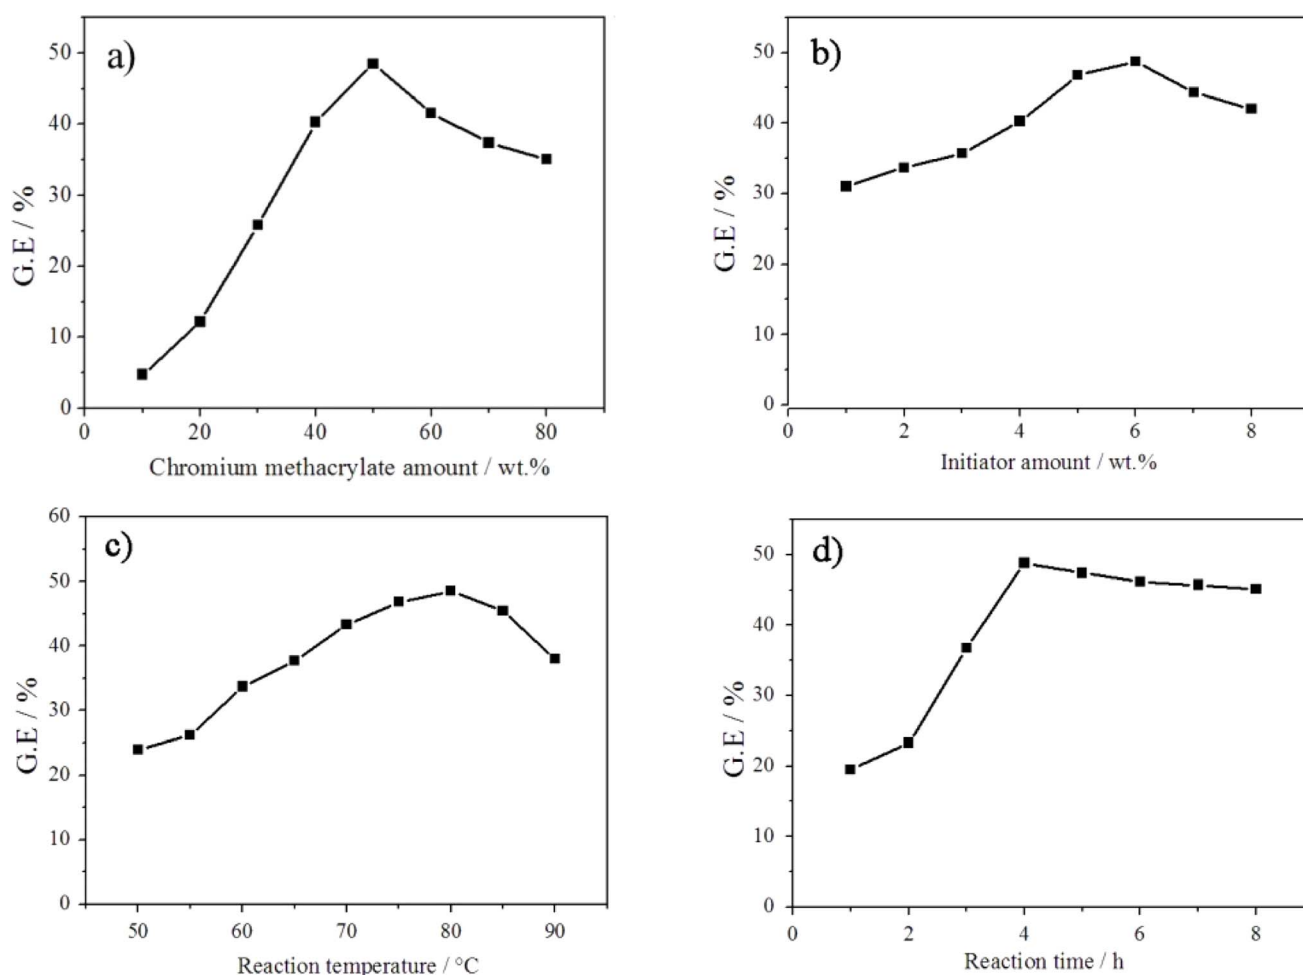 a)
G.E / %
50
40
30
20
10
0
0 20 40 60 80
Chromium methacrylate amount / wt.%
b)
G.E / %
50
40
30
20
10
0
0 2 4 6 8
Initiator amount / wt.%
c)
G.E / %
60
50
40
30
20
10
0
50 60 70 80 90
Reaction temperature / °C
d)
G.E / %
50
40
30
20
10
0
0 2 4 6 8
Reaction time / h